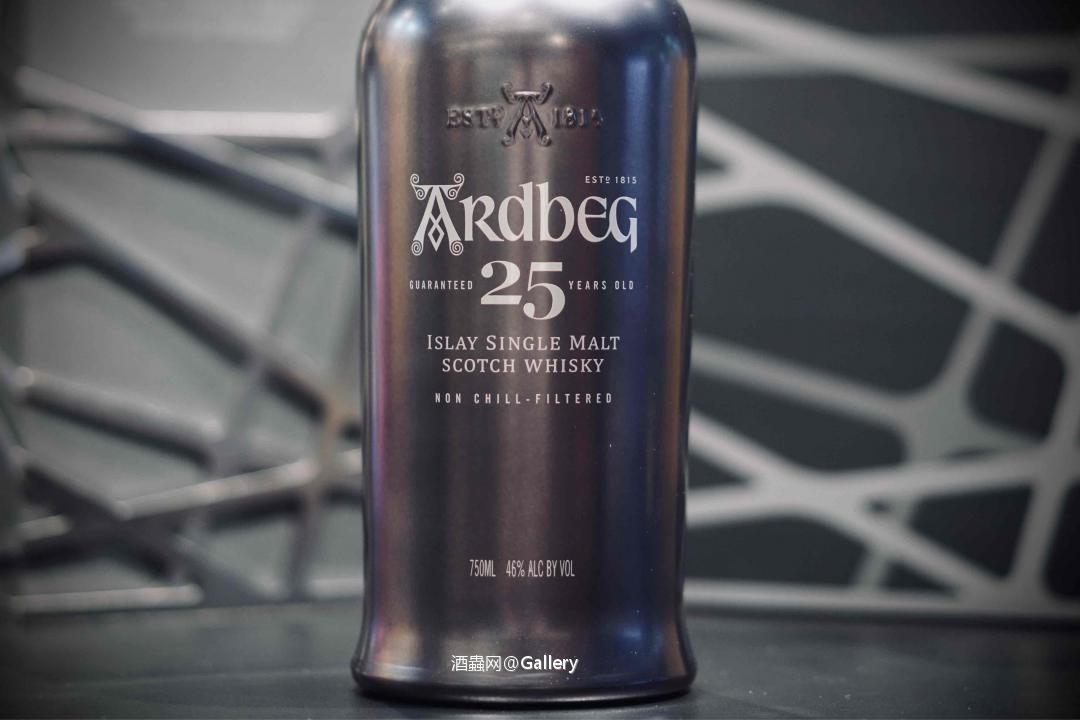 ESTD A 1815
ESTD 1815
ARdbEG
GUARANTEED 25 YEARS OLD
ISLAY SINGLE MALT
SCOTCH WHISKY
NON CHILL-FILTERED
750ML 46% ALC BY VOL
酒蟲网@Gallery